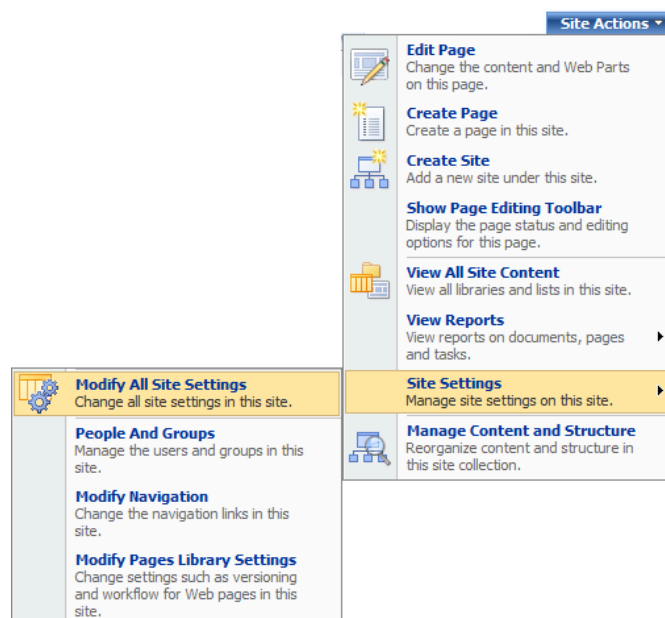 Site Actions
Edit Page
Change the content and Web Parts
on this page.
Create Page
Create a page in this site.
Create Site
Add a new site under this site.
Show Page Editing Toolbar
Display the page status and editing
options for this page.
View All Site Content
View all libraries and lists in this site.
View Reports
View reports on documents, pages
and tasks.
Site Settings
Manage site settings on this site.
Manage Content and Structure
Reorganize content and structure in
this site collection.
Modify All Site Settings
Change all site settings in this site.
People And Groups
Manage the users and groups in this
site.
Modify Navigation
Change the navigation links in this
site.
Modify Pages Library Settings
Change settings such as versioning
and workflow for Web pages in this
site.